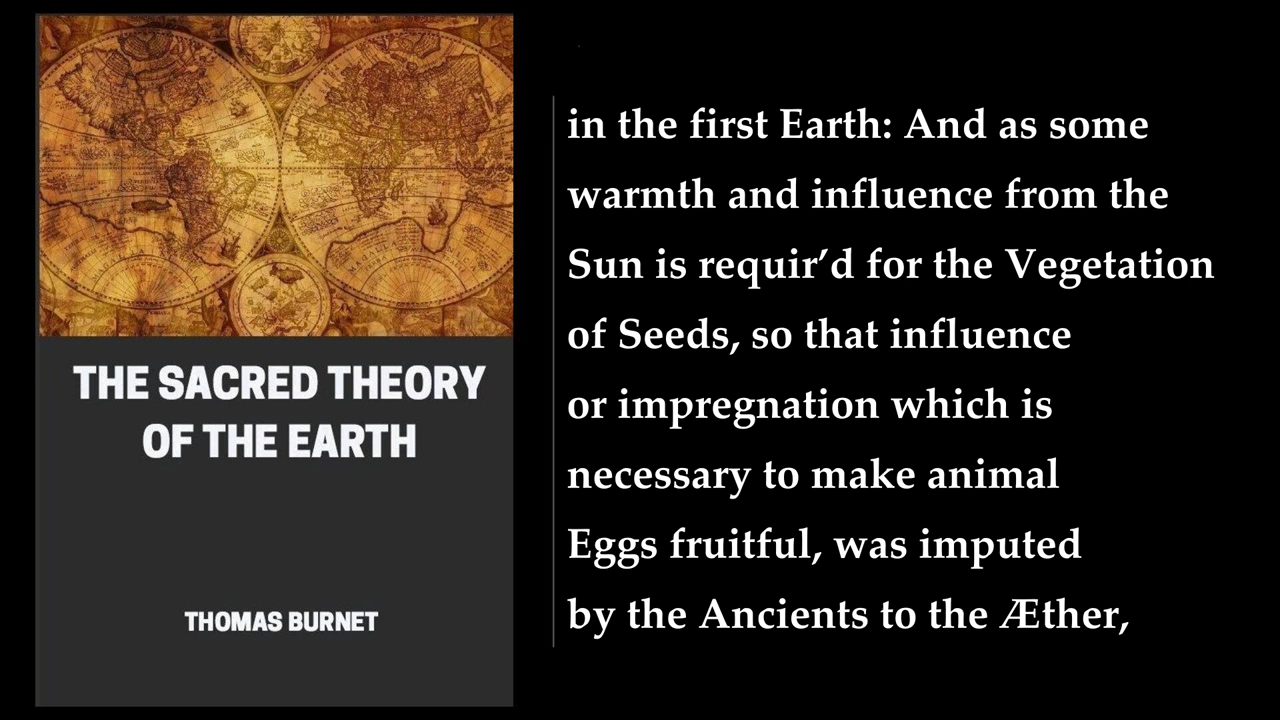 THE SACRED THEORY
OF THE EARTH
THOMAS BURNET
in the first Earth: And as some
warmth and influence from the
Sun is requir’d for the Vegetation
of Seeds, so that influence
or impregnation which is
necessary to make animal
Eggs fruitful, was imputed
by the Ancients to the Æther,